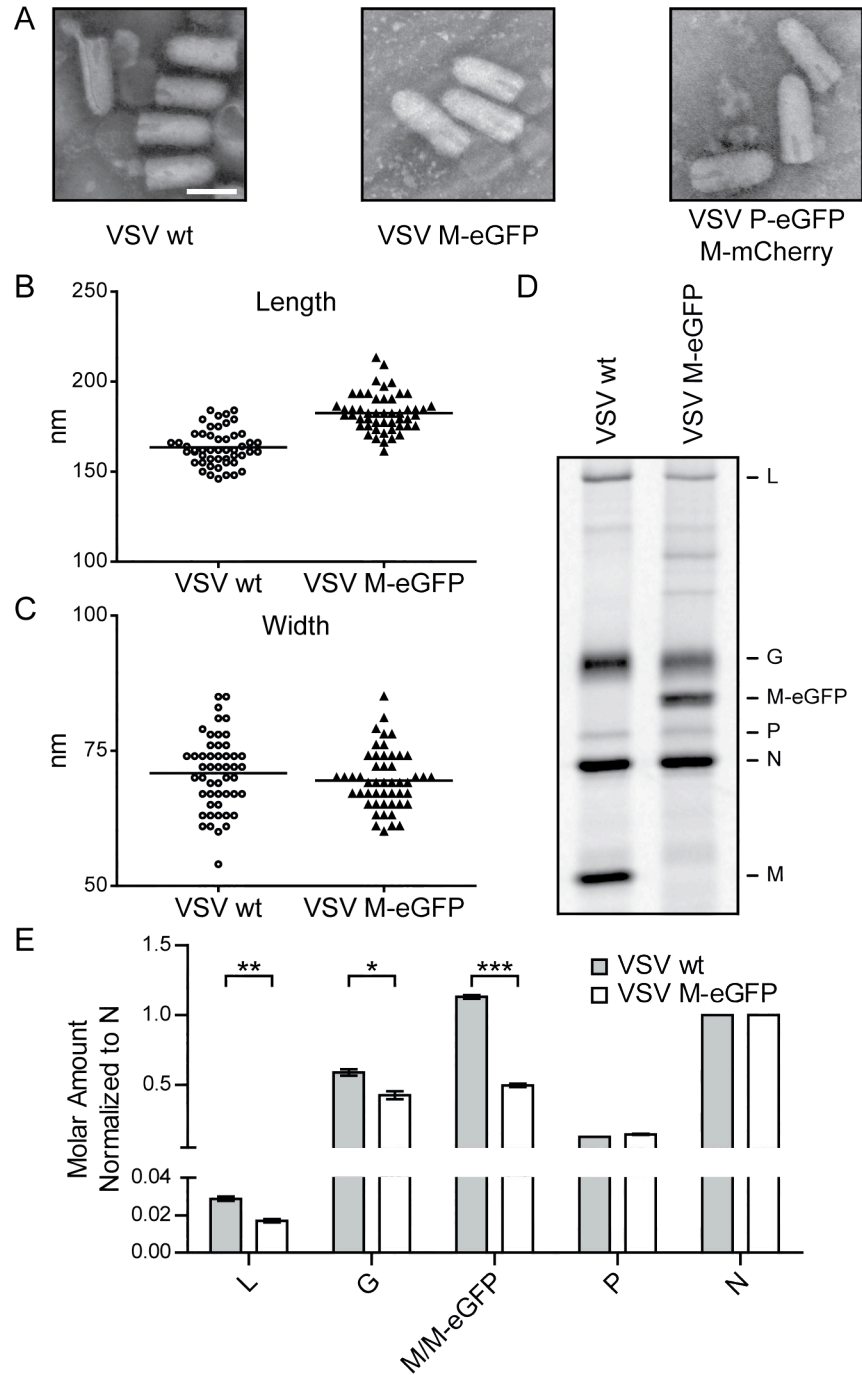 A
VSV wt
VSV M-eGFP
VSV P-eGFP
M-mCherry
B
Length
nm
250
200
150
100
VSV wt
VSV M-eGFP
C
Width
nm
100
75
50
VSV wt
VSV M-eGFP
D
VSV wt
VSV M-eGFP
– L
– G
– M-eGFP
– P
– N
– M
E
Molar Amount
Normalized to N
1.5
1.0
0.5
0.04
0.02
0.00
**
*
***
VSV wt
VSV M-eGFP
L
G
M/M-eGFP
P
N